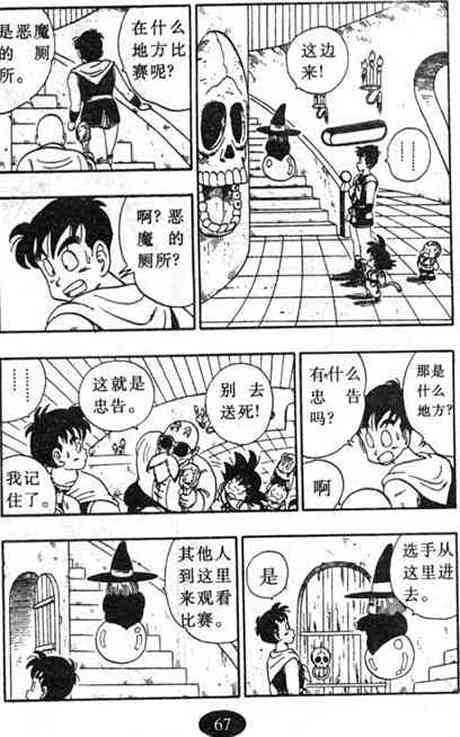 这边
来！
……
在什么
地方比
赛呢？
是恶魔
的厕
所。
啊？恶
魔的
厕所？
那是
什么
地方？
有什么
忠告
吗？
啊
别去
送死！
这就是
忠告。
……
我记
住了。
选手从
这里进
去。
是
其他人
到这里
来观看
比赛。
67